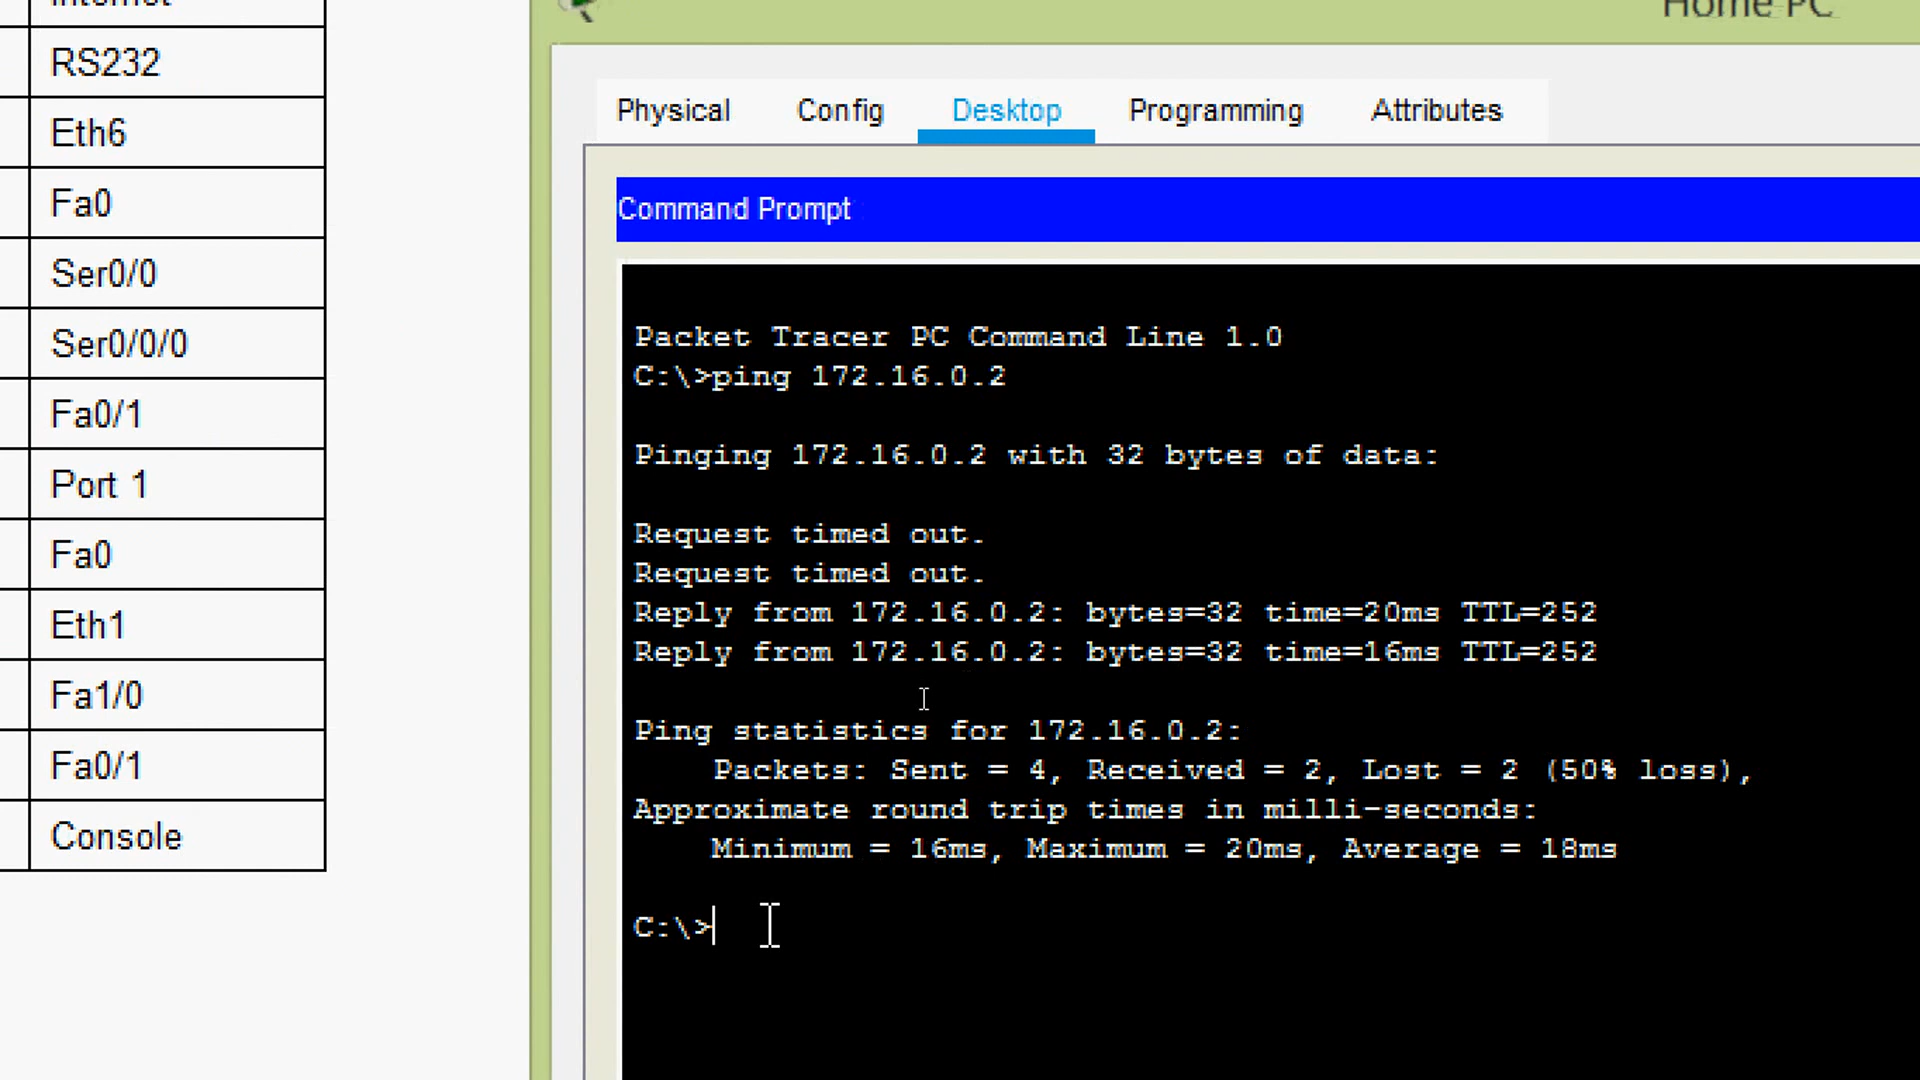 Internet
RS232
Eth6
Fa0
Ser0/0
Ser0/0/0
Fa0/1
Port 1
Fa0
Eth1
Fa1/0
Fa0/1
Console
Home PC
Physical Config Desktop Programming Attributes
Command Prompt
Packet Tracer PC Command Line 1.0
C:\>ping 172.16.0.2
Pinging 172.16.0.2 with 32 bytes of data:
Request timed out.
Request timed out.
Reply from 172.16.0.2: bytes=32 time=20ms TTL=252
Reply from 172.16.0.2: bytes=32 time=16ms TTL=252
Ping statistics for 172.16.0.2:
Packets: Sent = 4, Received = 2, Lost = 2 (50% loss),
Approximate round trip times in milli-seconds:
Minimum = 16ms, Maximum = 20ms, Average = 18ms
C:\>